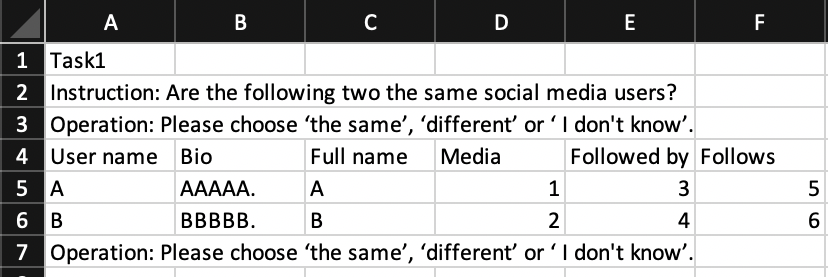 A B C D E F
1 Task1
2 Instruction: Are the following two the same social media users?
3 Operation: Please choose ‘the same’, ‘different’ or ‘ I don't know’.
4 User name Bio Full name Media Followed by Follows
5 A AAAAA. A 1 3 5
6 B BBBBB. B 2 4 6
7 Operation: Please choose ‘the same’, ‘different’ or ‘ I don't know’.